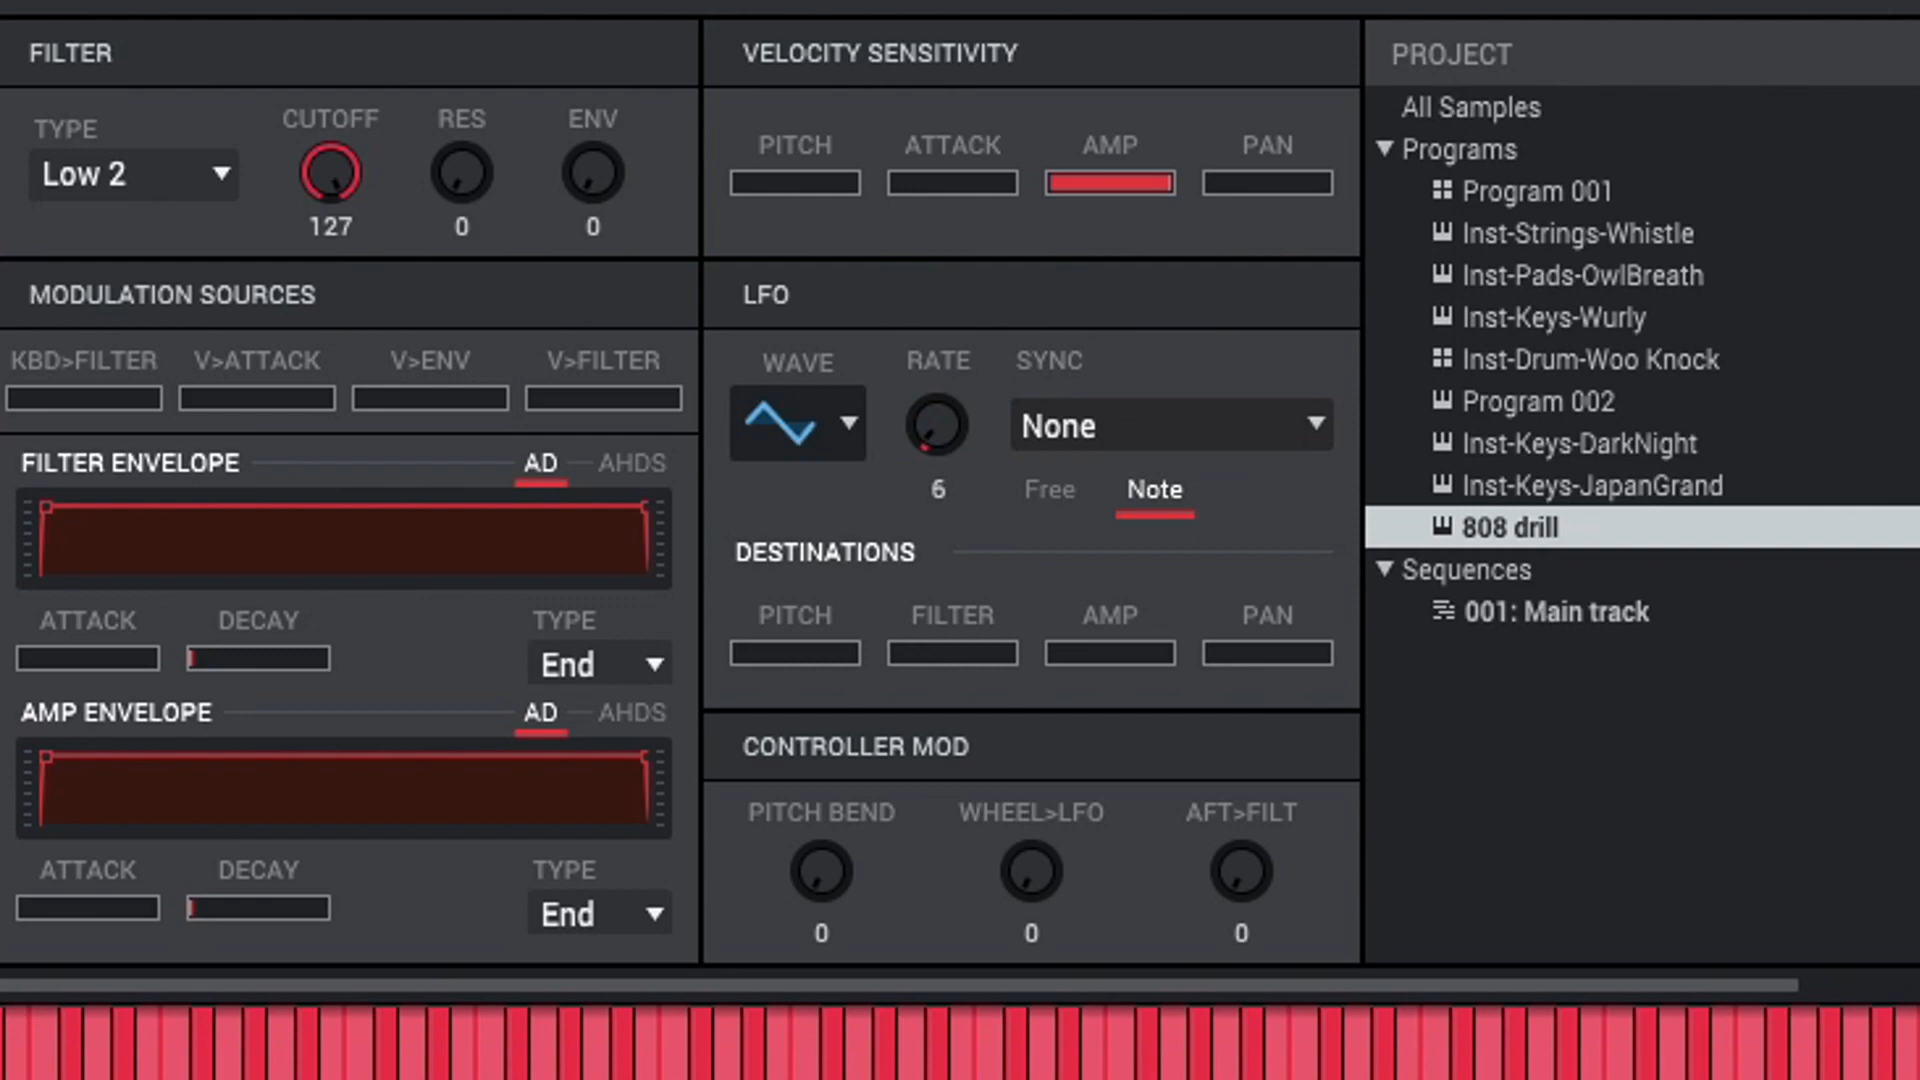 FILTER
TYPE
CUTOFF
RES
ENV
Low 2
127
0
0
MODULATION SOURCES
KBD>FILTER
V>ATTACK
V>ENV
V>FILTER
FILTER ENVELOPE
AD
AHDS
ATTACK
DECAY
TYPE
End
AMP ENVELOPE
AD
AHDS
ATTACK
DECAY
TYPE
End
VELOCITY SENSITIVITY
PITCH
ATTACK
AMP
PAN
LFO
WAVE
RATE
SYNC
None
6
Free
Note
DESTINATIONS
PITCH
FILTER
AMP
PAN
CONTROLLER MOD
PITCH BEND
WHEEL>LFO
AFT>FILT
0
0
0
PROJECT
All Samples
Programs
Program 001
Inst-Strings-Whistle
Inst-Pads-OwlBreath
Inst-Keys-Wurly
Inst-Drum-Woo Knock
Program 002
Inst-Keys-DarkNight
Inst-Keys-JapanGrand
808 drill
Sequences
001: Main track